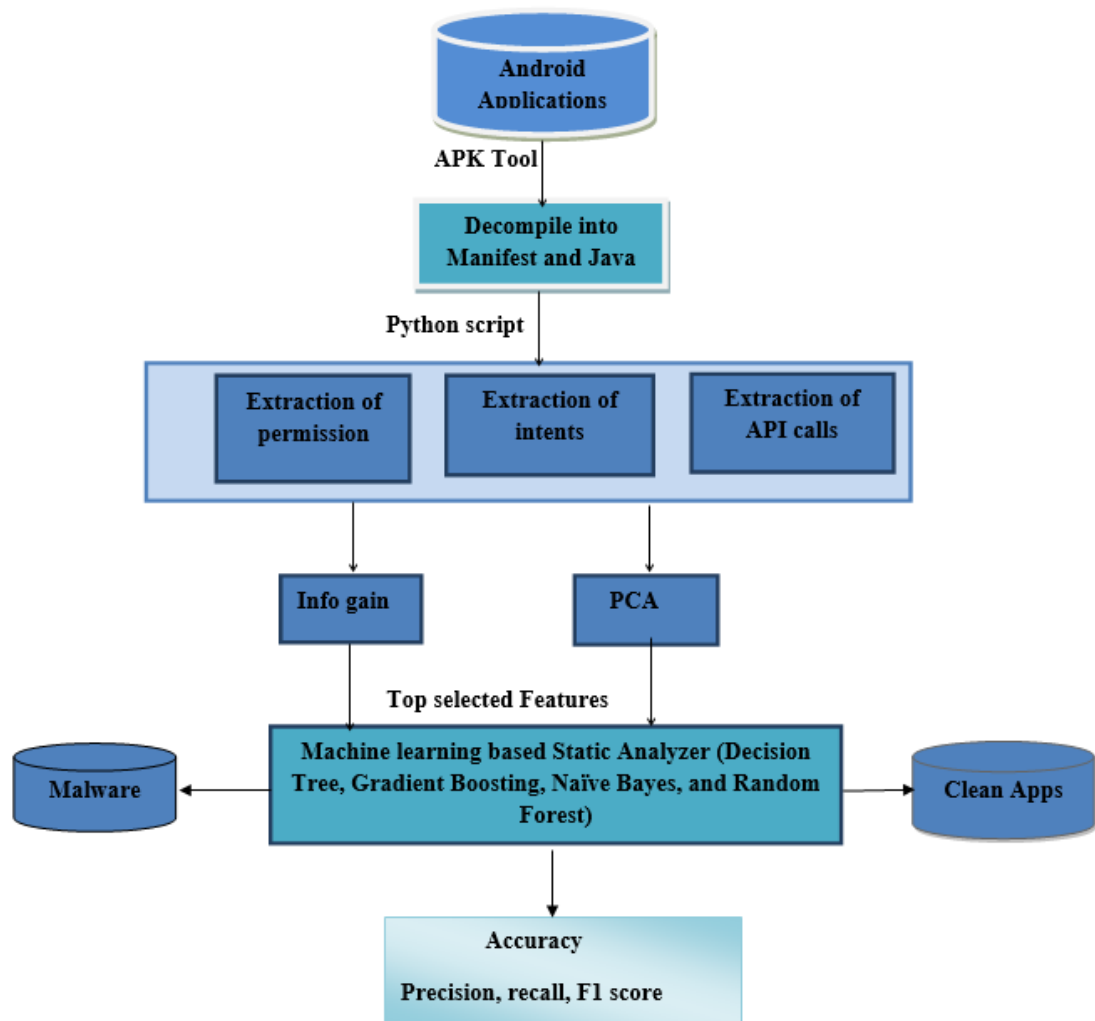 Android
Applications
APK Tool
Decompile into
Manifest and Java
Python script
Extraction of
permission
Extraction of
intents
Extraction of
API calls
Info gain
PCA
Top selected Features
Machine learning based Static Analyzer (Decision
Tree, Gradient Boosting, Naïve Bayes, and Random
Forest)
Malware
Clean Apps
Accuracy
Precision, recall, F1 score